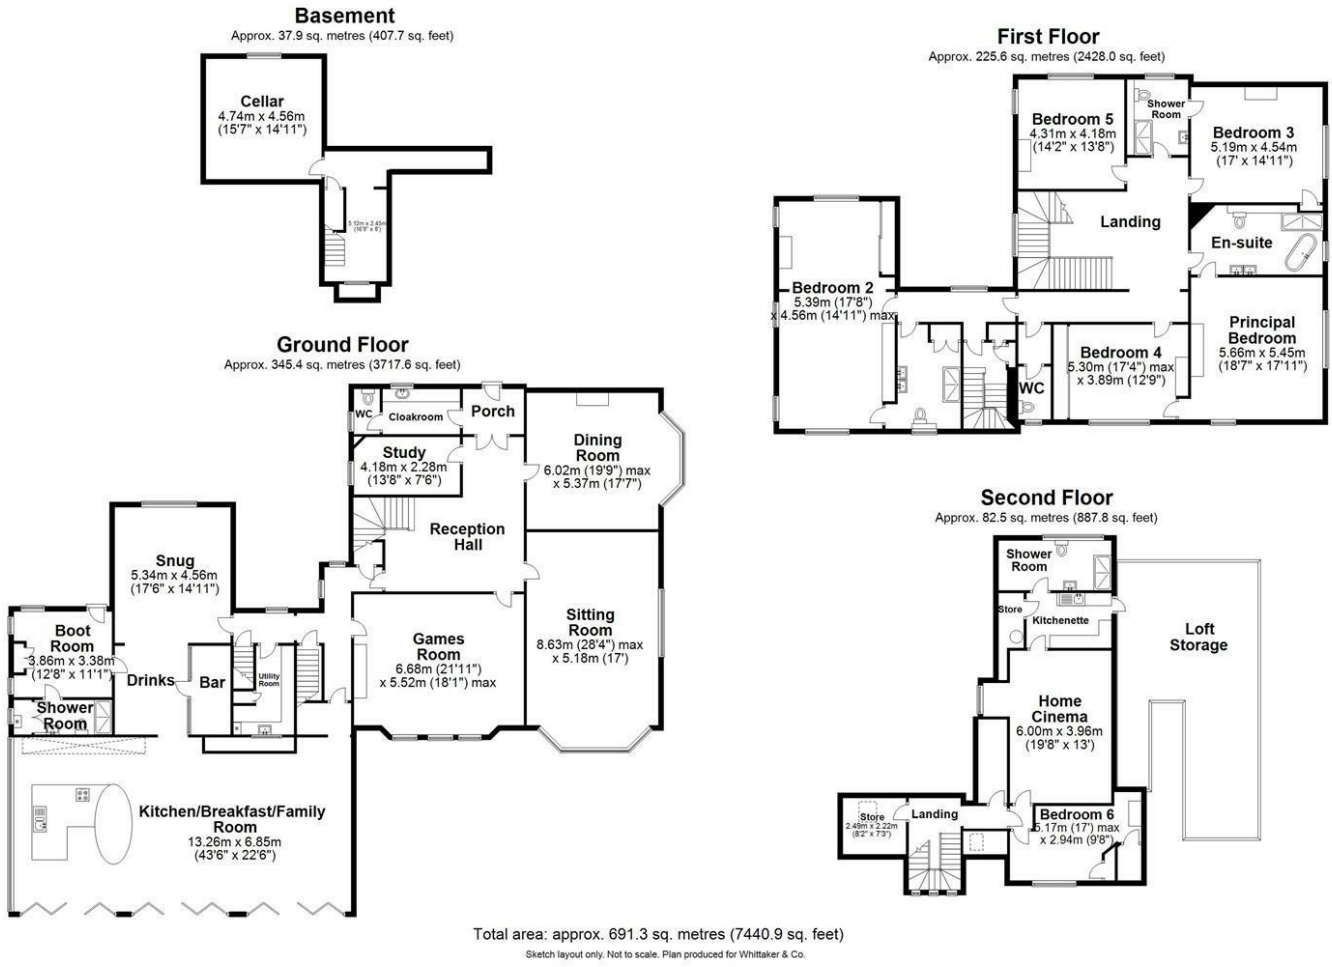 Basement
Approx. 37.9 sq. metres (407.7 sq. feet)
Cellar
4.74m x 4.56m
(15'7" x 14'11")
5.12m x 2.45m
(16'9" x 8')
First Floor
Approx. 225.6 sq. metres (2428.0 sq. feet)
Bedroom 5
4.31m x 4.18m
(14'2" x 13'8")
Shower
Room
Bedroom 3
5.19m x 4.54m
(17' x 14'11")
Landing
En-suite
Bedroom 2
5.39m (17'8")
x 4.56m (14'11") max
Principal
Bedroom
5.66m x 5.45m
(18'7" x 17'11")
Bedroom 4
5.30m (17'4") max
x 3.89m (12'9")
WC
Ground Floor
Approx. 345.4 sq. metres (3717.6 sq. feet)
WC
Cloakroom
Porch
Study
4.18m x 2.28m
(13'8" x 7'6")
Dining
Room
6.02m (19'9") max
x 5.37m (17'7")
Reception
Hall
Snug
5.34m x 4.56m
(17'6" x 14'11")
Sitting
Room
8.63m (28'4") max
x 5.18m (17')
Boot
Room
3.86m x 3.38m
(12'8" x 11'1")
Games
Room
6.68m (21'11")
x 5.52m (18'1") max
Drinks
Bar
Utility
Room
Shower
Room
Kitchen/Breakfast/Family
Room
13.26m x 6.85m
(43'6" x 22'6")
Second Floor
Approx. 82.5 sq. metres (887.8 sq. feet)
Shower
Room
Store
Kitchenette
Loft
Storage
Home
Cinema
6.00m x 3.96m
(19'8" x 13')
Store
2.49m x 2.22m
(8'2" x 7'3")
Landing
Bedroom 6
5.17m (17') max
x 2.94m (9'8")
Total area: approx. 691.3 sq. metres (7440.9 sq. feet)
Sketch layout only. Not to scale. Plan produced for Whittaker & Co.